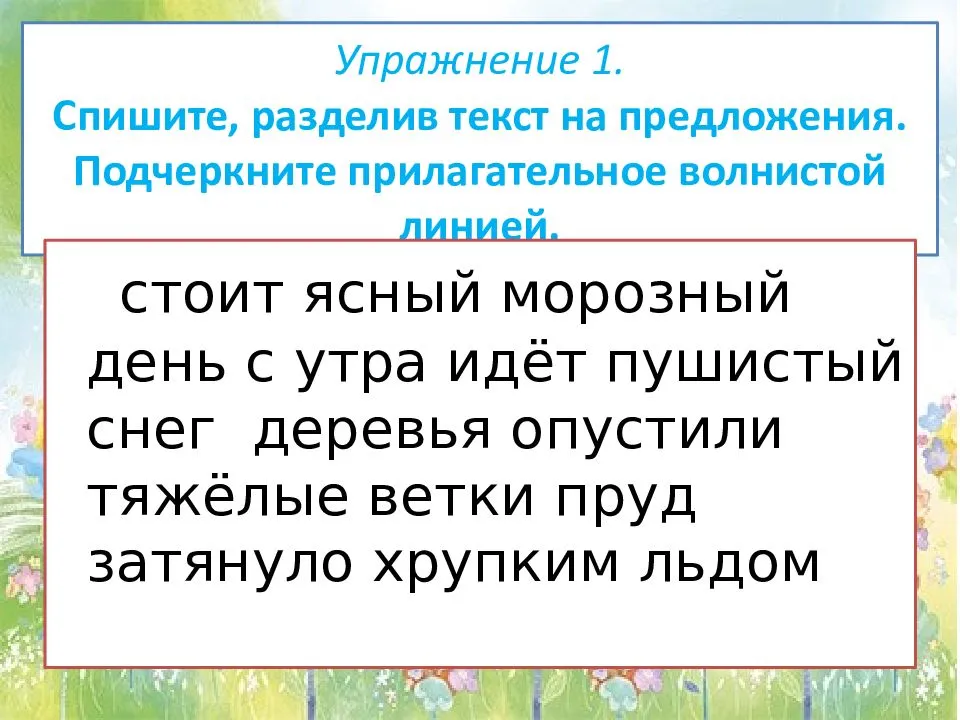 Упражнение 1.
Спишите, разделив текст на предложения.
Подчеркните прилагательное волнистой
линией.
стоит ясный морозный
день с утра идёт пушистый
снег деревья опустили
тяжёлые ветки пруд
затянуло хрупким льдом